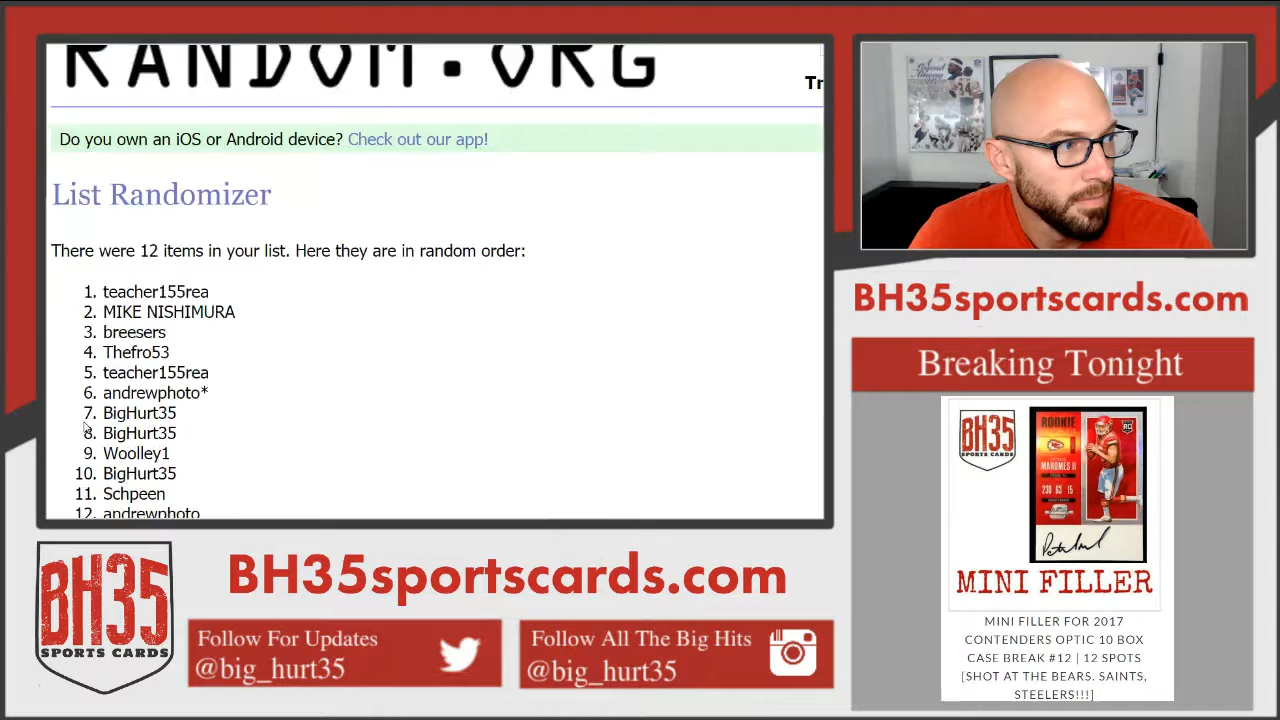 RANDOM.ORG
Tr
Do you own an iOS or Android device? Check out our app!
List Randomizer
There were 12 items in your list. Here they are in random order:
1. teacher155rea
2. MIKE NISHIMURA
3. breesers
4. Thefro53
5. teacher155rea
6. andrewphoto*
7. BigHurt35
8. BigHurt35
9. Woolley1
10. BigHurt35
11. Schpeen
12. andrewphoto
34
BH35sportscards.com
Breaking Tonight
BH35
SPORTS CARDS
ROOKIE
RC
MAHOMES II
230 63 15
MINI FILLER
MINI FILLER FOR 2017
CONTENDERS OPTIC 10 BOX
CASE BREAK #12 | 12 SPOTS
[SHOT AT THE BEARS. SAINTS,
STEELERS!!!]
BH35
SPORTS CARDS
BH35sportscards.com
Follow For Updates
@big_hurt35
Follow All The Big Hits
@big_hurt35